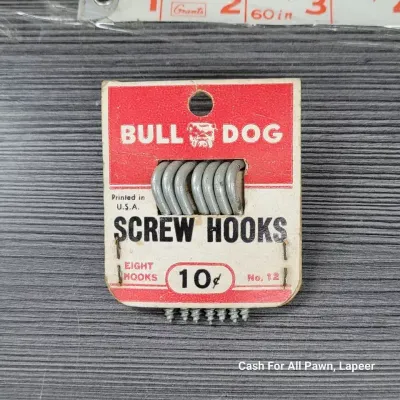 1 2 60 in 3
BULL DOG
Printed in
U.S.A.
SCREW HOOKS
EIGHT
HOOKS
10¢
No. 12
Cash For All Pawn, Lapeer